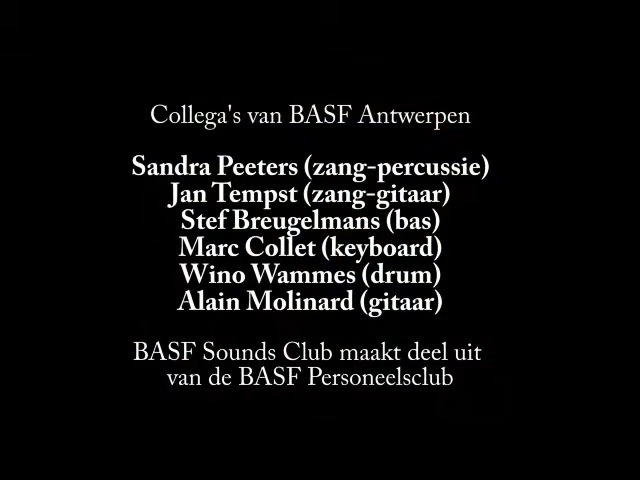 Collega's van BASF Antwerpen
Sandra Peeters (zang-percussie)
Jan Tempst (zang-gitaar)
Stef Breugelmans (bas)
Marc Collet (keyboard)
Wino Wammes (drum)
Alain Molinard (gitaar)
BASF Sounds Club maakt deel uit
van de BASF Personeelsclub